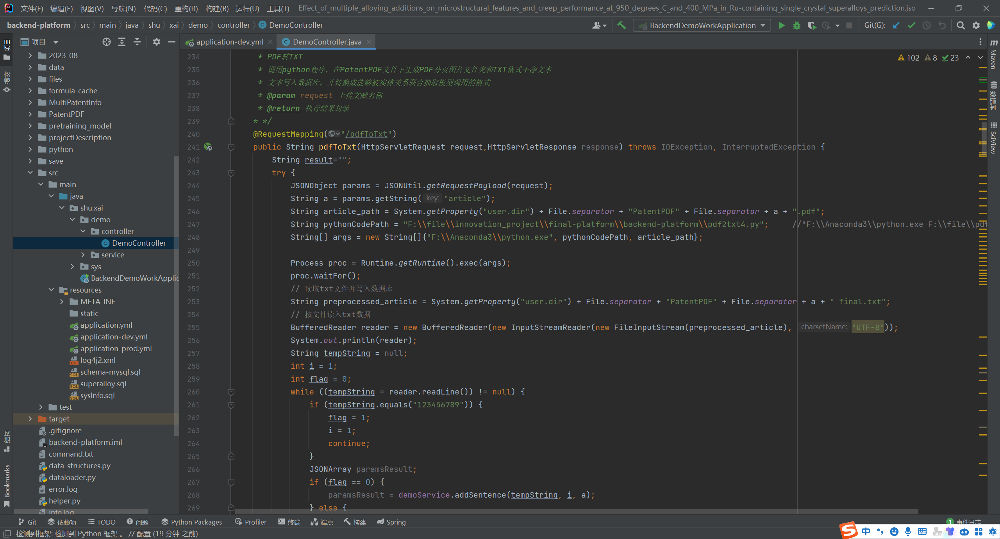 文件(F) 编辑(E) 视图(V) 导航(N) 代码(C) 重构(R) 构建(B) 运行(U) 工具(T) Effect_of_multiple_alloying_additions_on_microstructural_features_and_creep_performance_at_950_degrees_C_and_400_MPa_in_Ru-containing_single_crystal_superalloys_prediction.jso
backend-platform src main java shu xai demo controller DemoController BackendDemoWorkApplication Git(G):
项目
提交
结构
Bookmarks
项目
2023-08
data
files
formula_cache
MultiPatentInfo
PatentPDF
pretraining_model
projectDescription
python
save
src
main
java
shu.xai
demo
controller
DemoController
service
sys
BackendDemoWorkApplic
resources
META-INF
static
application.yml
application-dev.yml
application-prod.yml
log4j2.xml
schema-mysql.sql
superalloy.sql
sysInfo.sql
test
target
.gitignore
backend-platform.iml
command.txt
data_structures.py
dataloader.py
error.log
helper.py
info.log
application-dev.yml DemoController.java
102 8 23
234 * PDF转TXT
235 * 调用python程序，在PatentPDF文件下生成PDF分页图片文件夹和TXT格式干净文本
236 * 文本写入数据库，并转换成能够被实体关系联合抽取模型调用的格式
237 * @param request 上传文献名称
238 * @return 执行结果封装
239 * */
240 @RequestMapping("/pdfToTxt")
241 public String pdfToTxt(HttpServletRequest request,HttpServletResponse response) throws IOException, InterruptedException {
242 String result="";
243 try {
244 JSONObject params = JSONUtil.getRequestPayload(request);
245 String a = params.getString( key: "article");
246 String article_path = System.getProperty("user.dir") + File.separator + "PatentPDF" + File.separator + a + ".pdf";
247 String pythonCodePath = "F:\\file\\innovation_project\\final-platform\\backend-platform\\pdf2txt4.py"; //"F:\\Anaconda3\\python.exe F:\\file\\pdf
248 String[] args = new String[]{"F:\\Anaconda3\\python.exe", pythonCodePath, article_path};
249
250 Process proc = Runtime.getRuntime().exec(args);
251 proc.waitFor();
252 // 读取txt文件并写入数据库
253 String preprocessed_article = System.getProperty("user.dir") + File.separator + "PatentPDF" + File.separator + a + " final.txt";
254 // 按文件读入txt数据
255 BufferedReader reader = new BufferedReader(new InputStreamReader(new FileInputStream(preprocessed_article), charsetName: "UTF-8"));
256 System.out.println(reader);
257 String tempString = null;
258 int i = 1;
259 int flag = 0;
260 while ((tempString = reader.readLine()) != null) {
261 if (tempString.equals("123456789")) {
262 flag = 1;
263 i = 1;
264 continue;
265 }
266 JSONArray paramsResult;
267 if (flag == 0) {
268 paramsResult = demoService.addSentence(tempString, i, a);
269 } else {
m
Maven
数据库
SciView
Git 依赖项 TODO 问题 Python Packages Profiler 终端 端点 构建 Spring 1 事件日志
检测到框架: 检测到 Python 框架 。 // 配置 (19 分钟 之前)
S 中 27